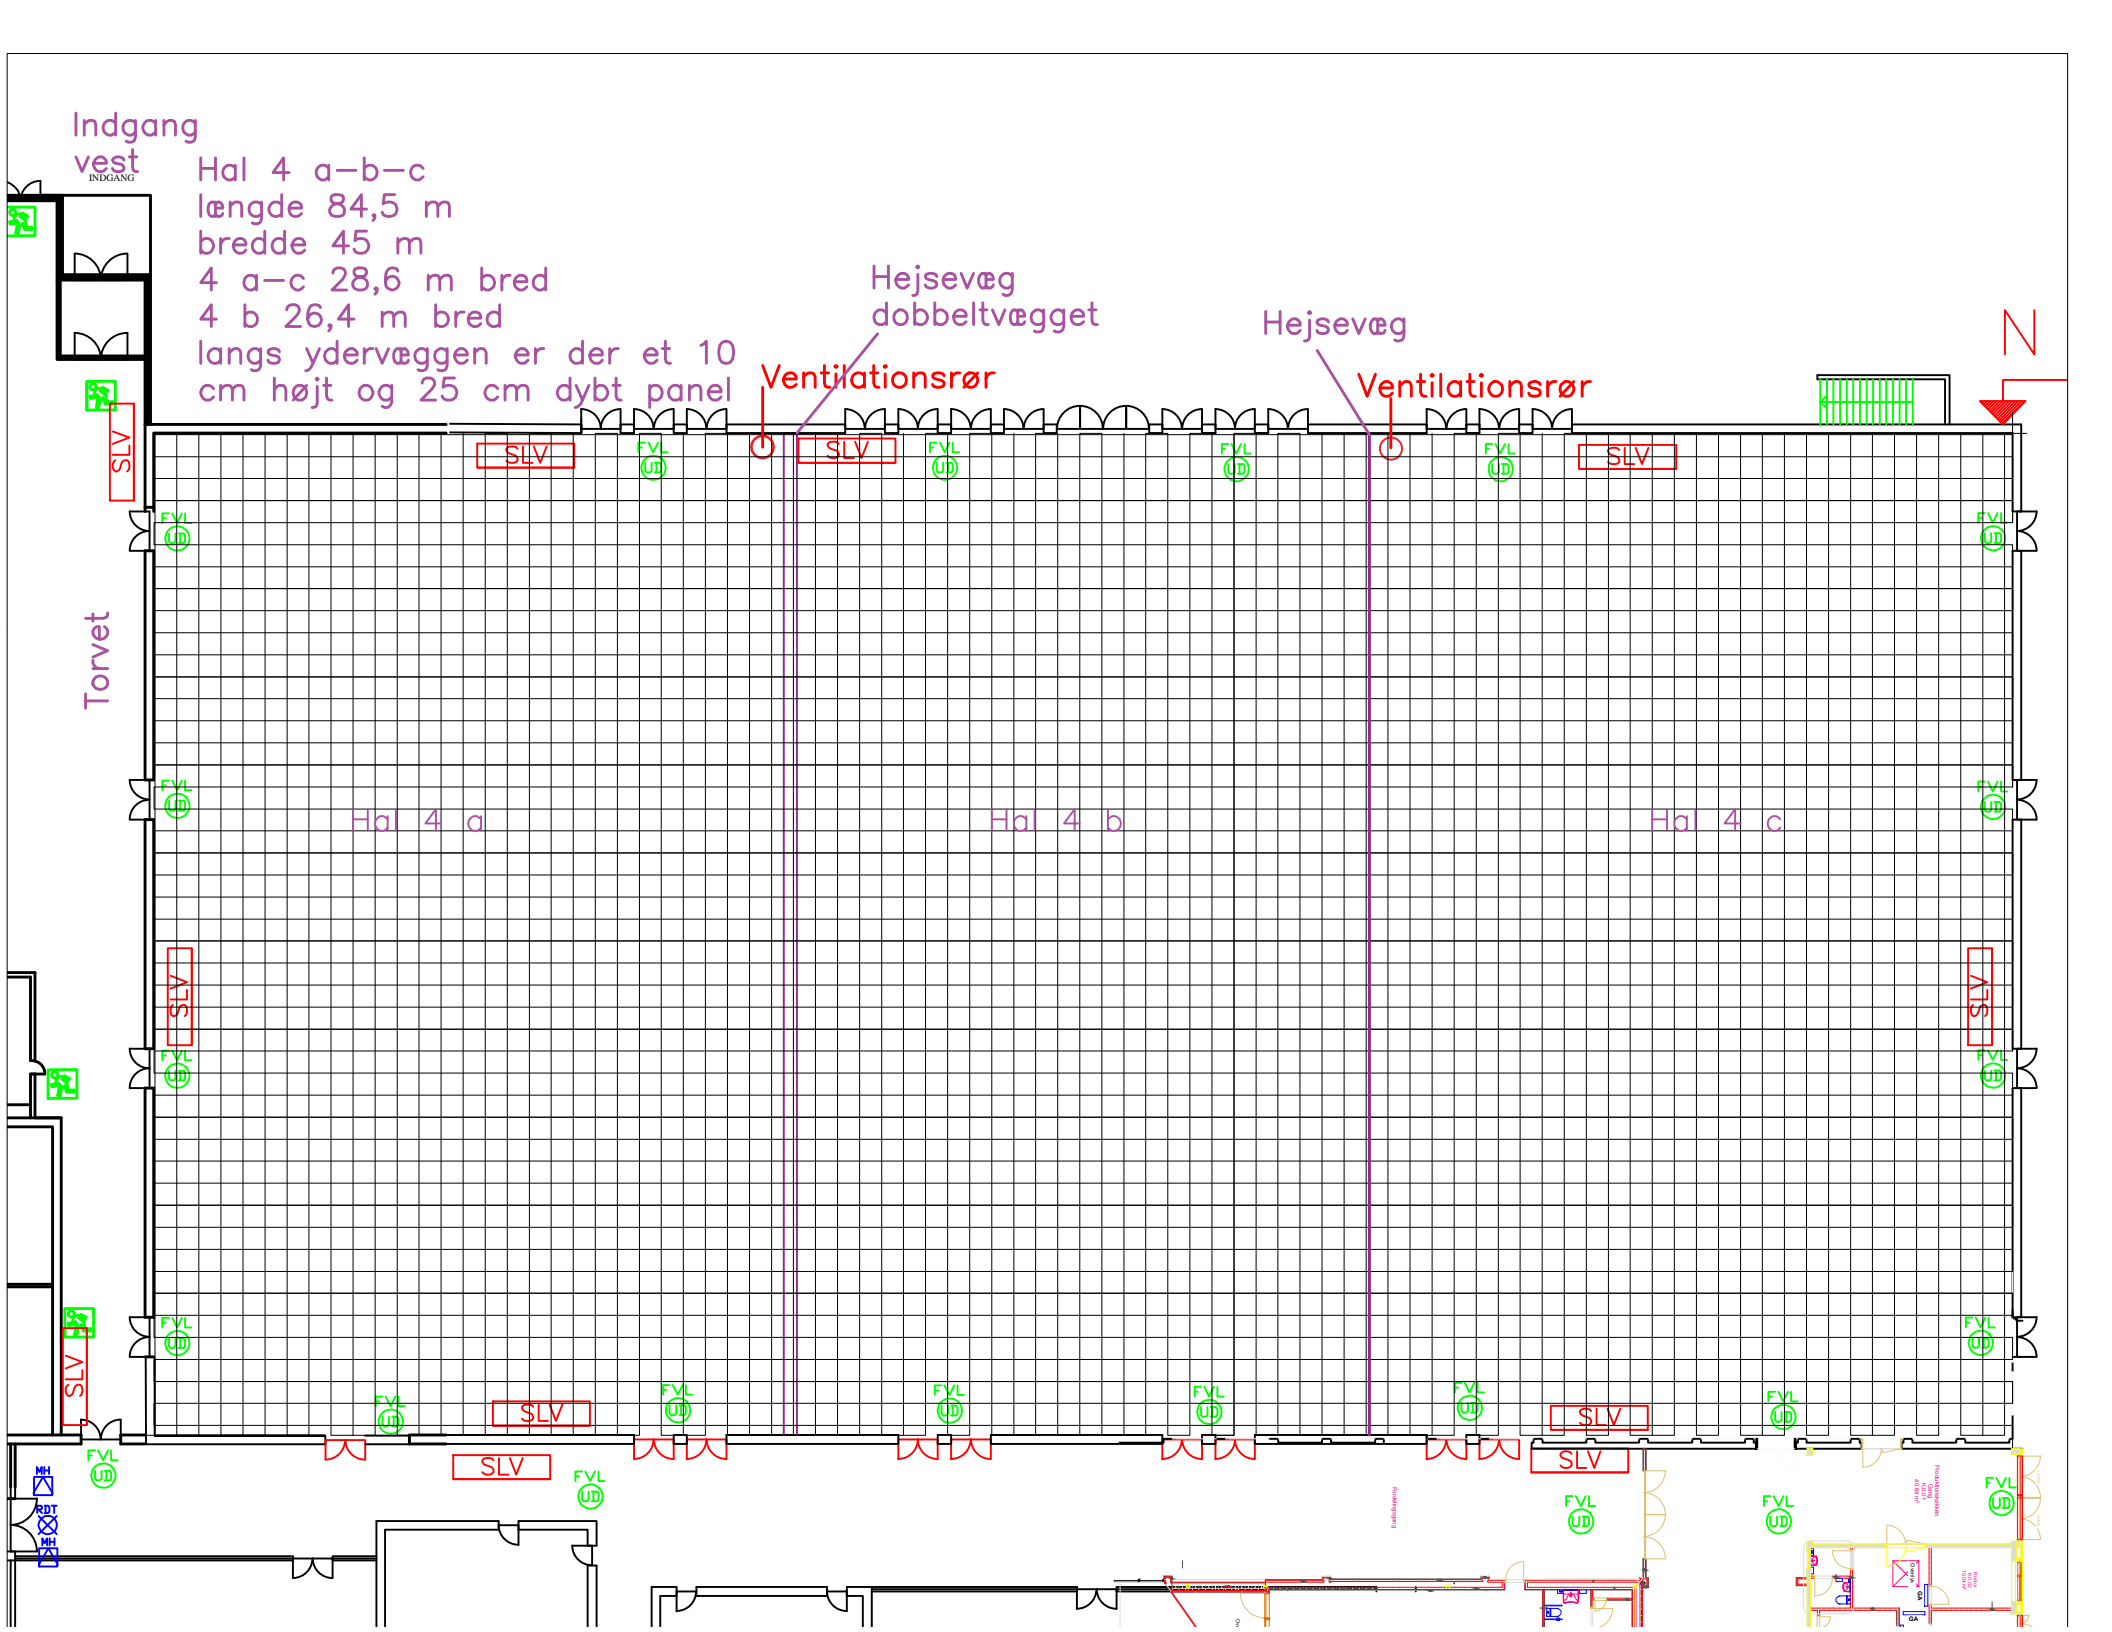 Indgang
vest
INDGANG
Hal 4 a-b-c
længde 84,5 m
bredde 45 m
4 a-c 28,6 m bred
4 b 26,4 m bred
langs ydervæggen er der et 10
cm højt og 25 cm dybt panel
Hejsevæg
dobbeltvægget
Hejsevæg
N
Ventilationsrør
Ventilationsrør
SLV
SLV
FVL
UD
SLV
FVL
UD
FVL
UD
FVL
UD
SLV
FVL
UD
FVL
UD
Torvet
FVL
UD
FVL
UD
Hal 4 a
Hal 4 b
Hal 4 c
SLV
SLV
FVL
UD
FVL
UD
FVL
UD
FVL
UD
SLV
FVL
UD
SLV
FVL
UD
FVL
UD
FVL
UD
FVL
UD
SLV
FVL
UD
FVL
UD
SLV
SLV
MH
RDT
MH
FVL
UD
Fordelingsgang
FVL
UD
FVL
UD
FVL
UD
Gang
Kontor
GA
GA